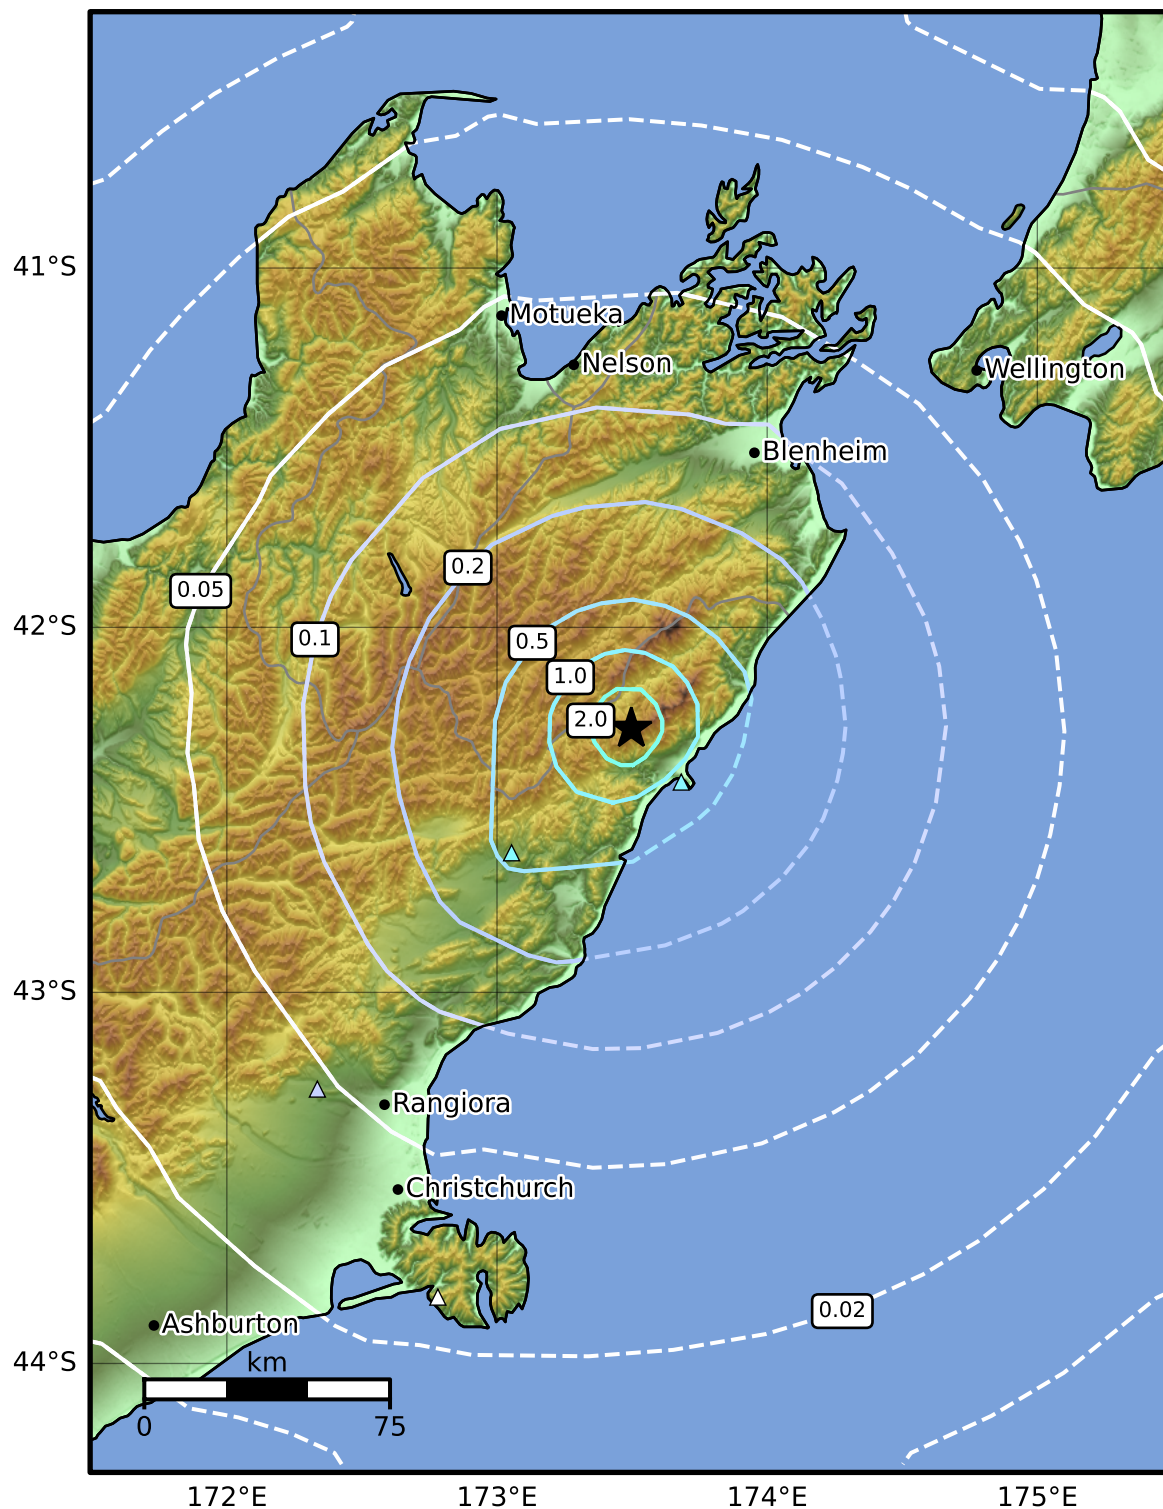 41°S
Motueka
Nelson
Wellington
Blenheim
0.2
0.05
42°S
0.1
0.5
1.0
2.0
43°S
Rangiora
Christchurch
0.02
Ashburton
44°S
km
0 75
172°E 173°E 174°E 175°E